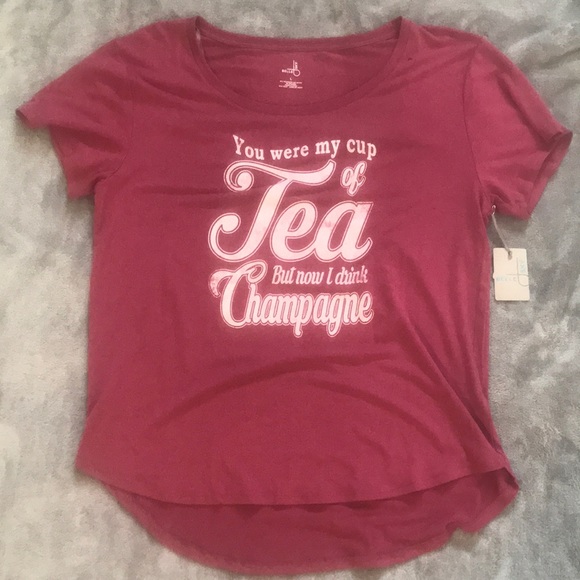 L
You were my cup
of
Tea
But now I drink
Champagne